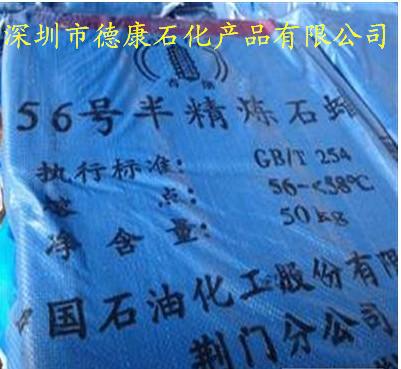 深圳市德康石化产品有限公司
56号半精炼石蜡
执行标准: GB/T 254
熔 点: 56-<58℃
净含量: 50kg
中国石油化工股份有限
荆门分公司